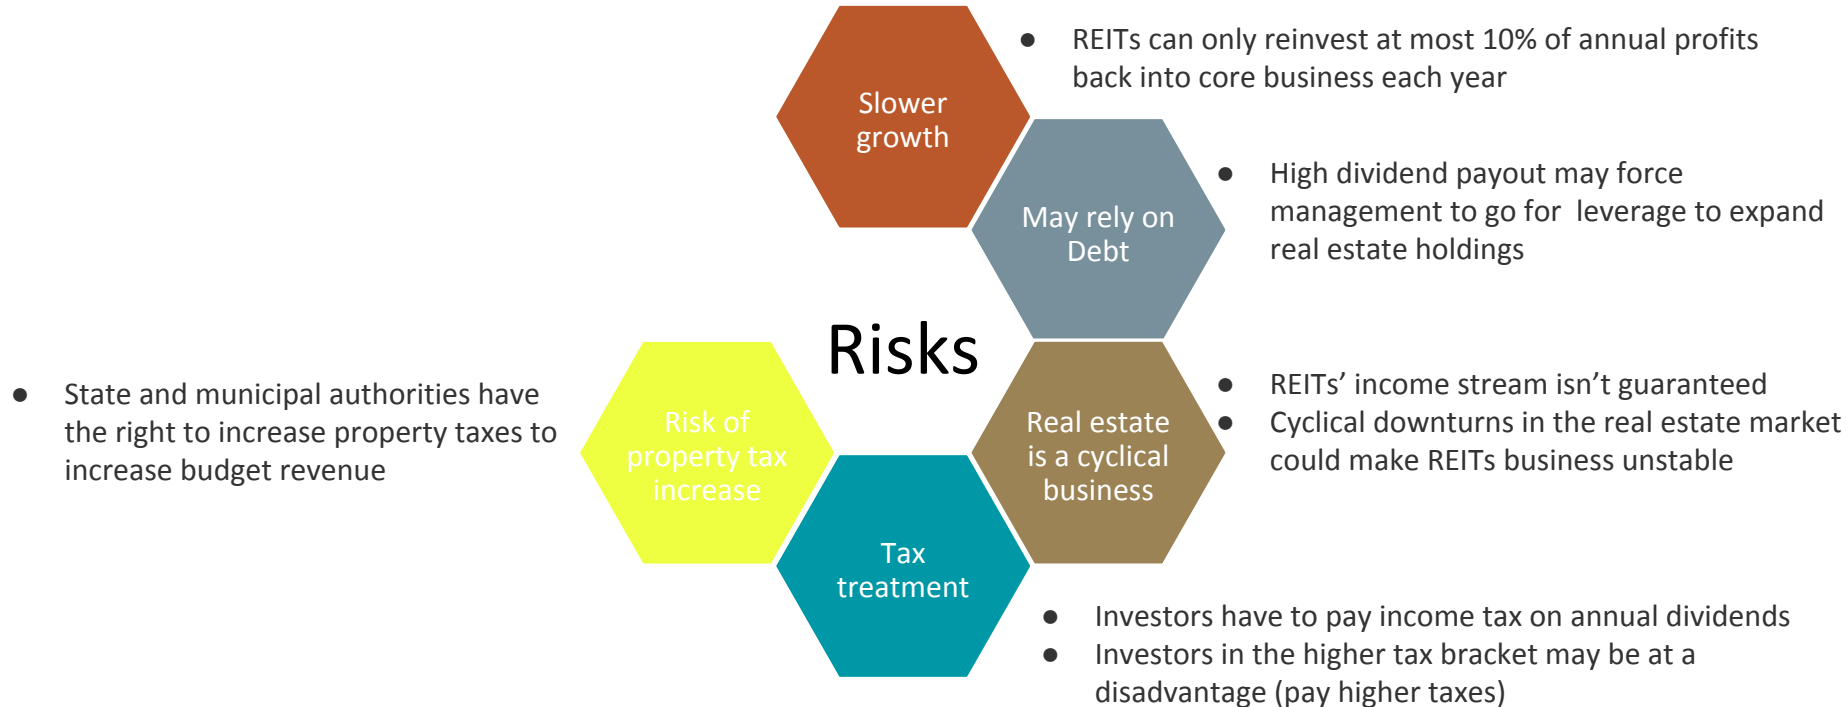 Slower
growth
● REITs can only reinvest at most 10% of annual profits
back into core business each year
May rely on
Debt
● High dividend payout may force
management to go for  leverage to expand
real estate holdings
Risks
Real estate
is a cyclical
business
● REITs’ income stream isn’t guaranteed
● Cyclical downturns in the real estate market
could make REITs business unstable
Tax
treatment
● Investors have to pay income tax on annual dividends
● Investors in the higher tax bracket may be at a
disadvantage (pay higher taxes)
Risk of
property tax
increase
● State and municipal authorities have
the right to increase property taxes to
increase budget revenue